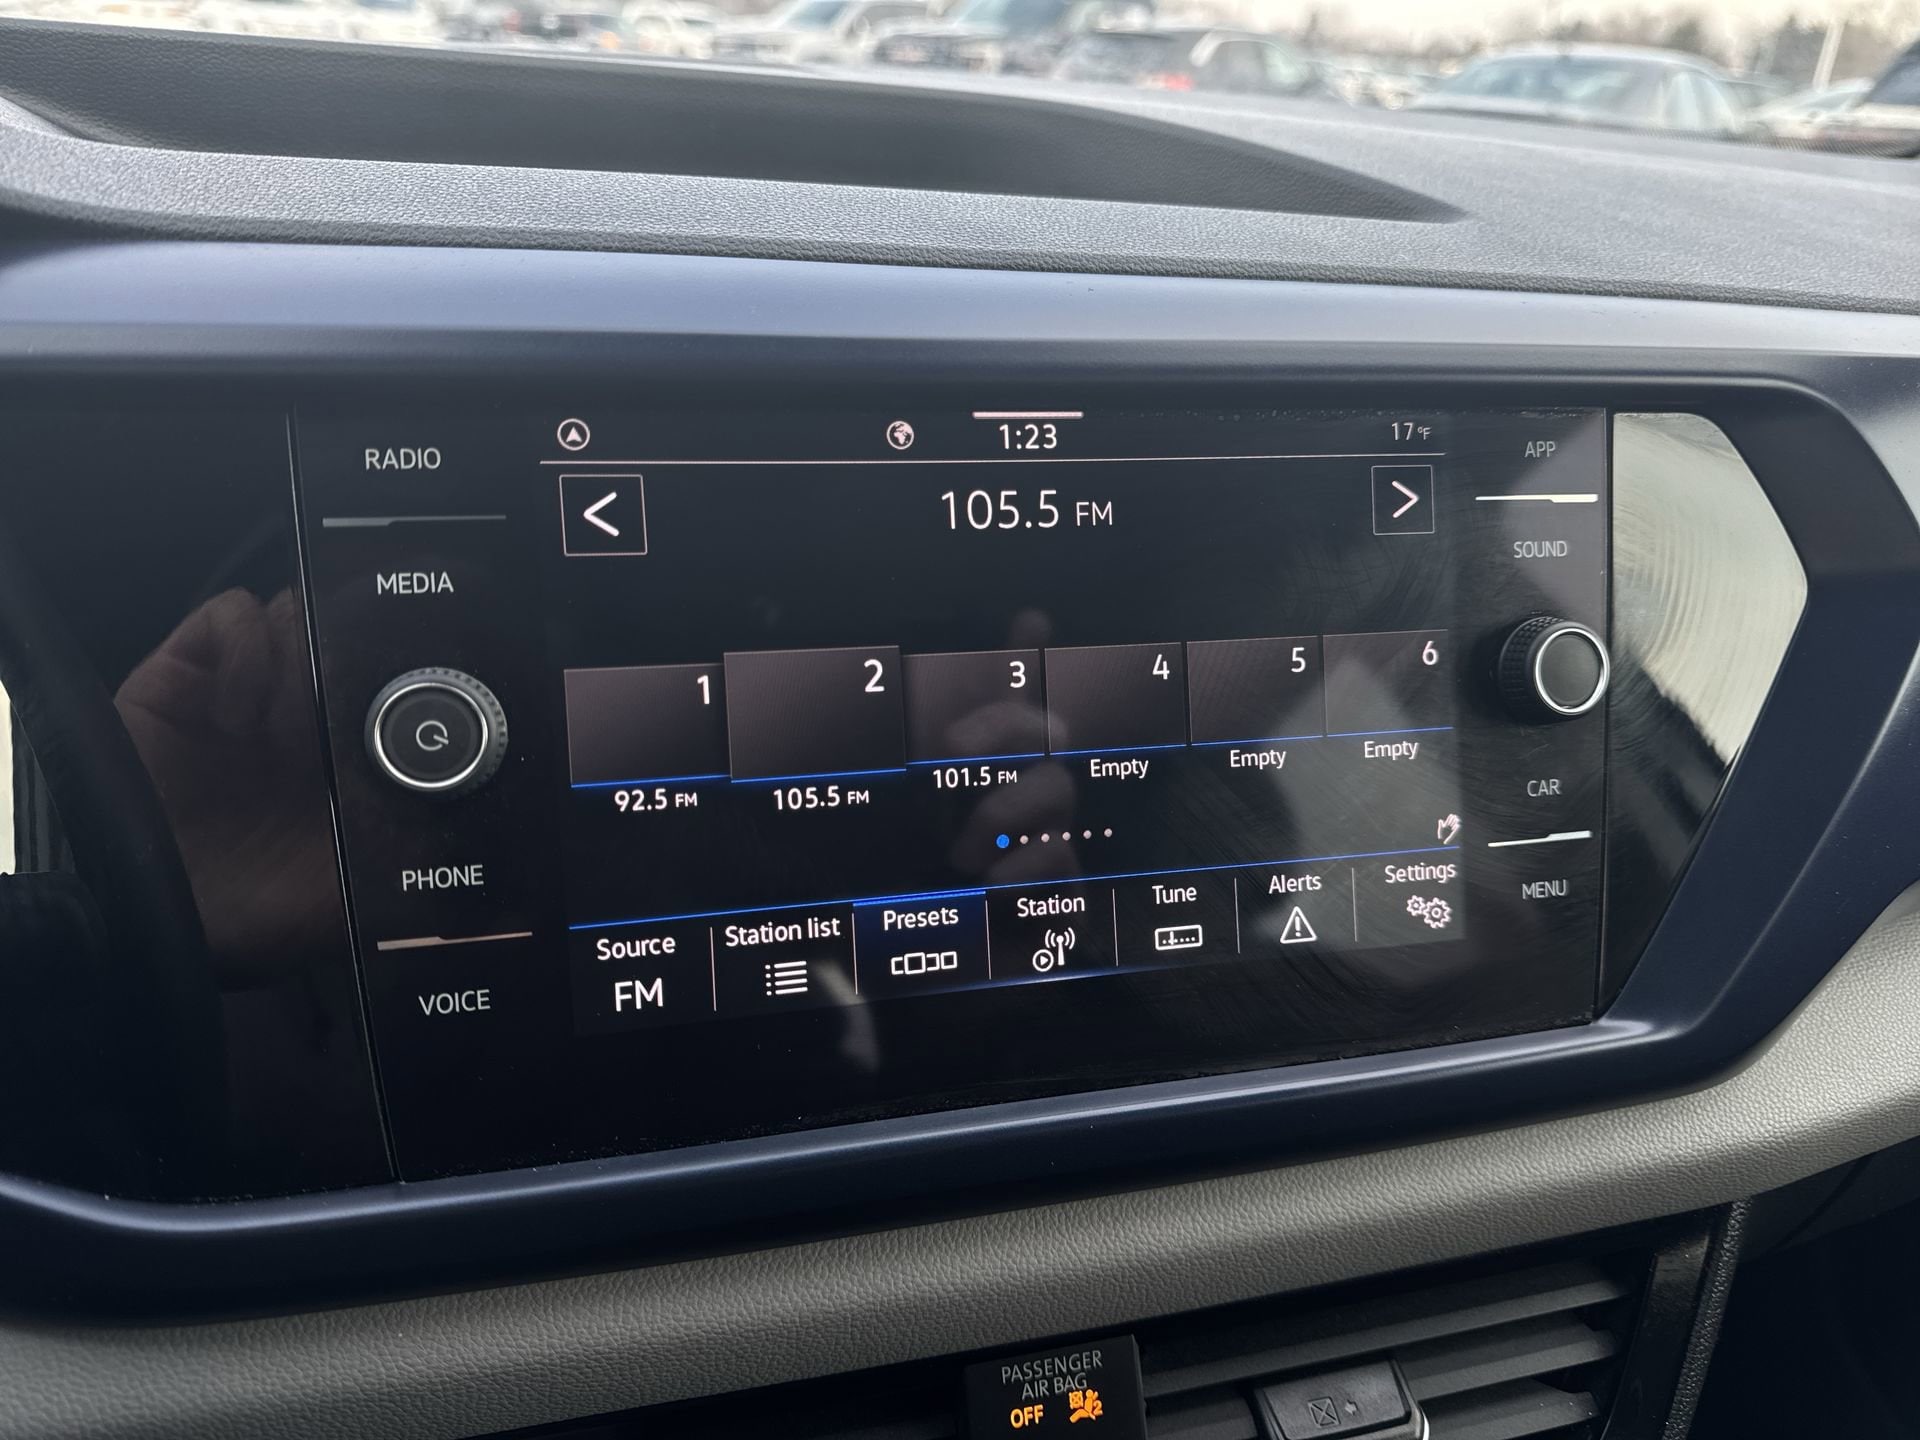 RADIO
MEDIA
PHONE
VOICE
1:23
17°F
105.5 FM
1
2
3
4
5
6
92.5 FM
105.5 FM
101.5 FM
Empty
Empty
Empty
Source
FM
Station list
Presets
Station
Tune
Alerts
Settings
APP
SOUND
CAR
MENU
PASSENGER
AIR BAG
OFF
2